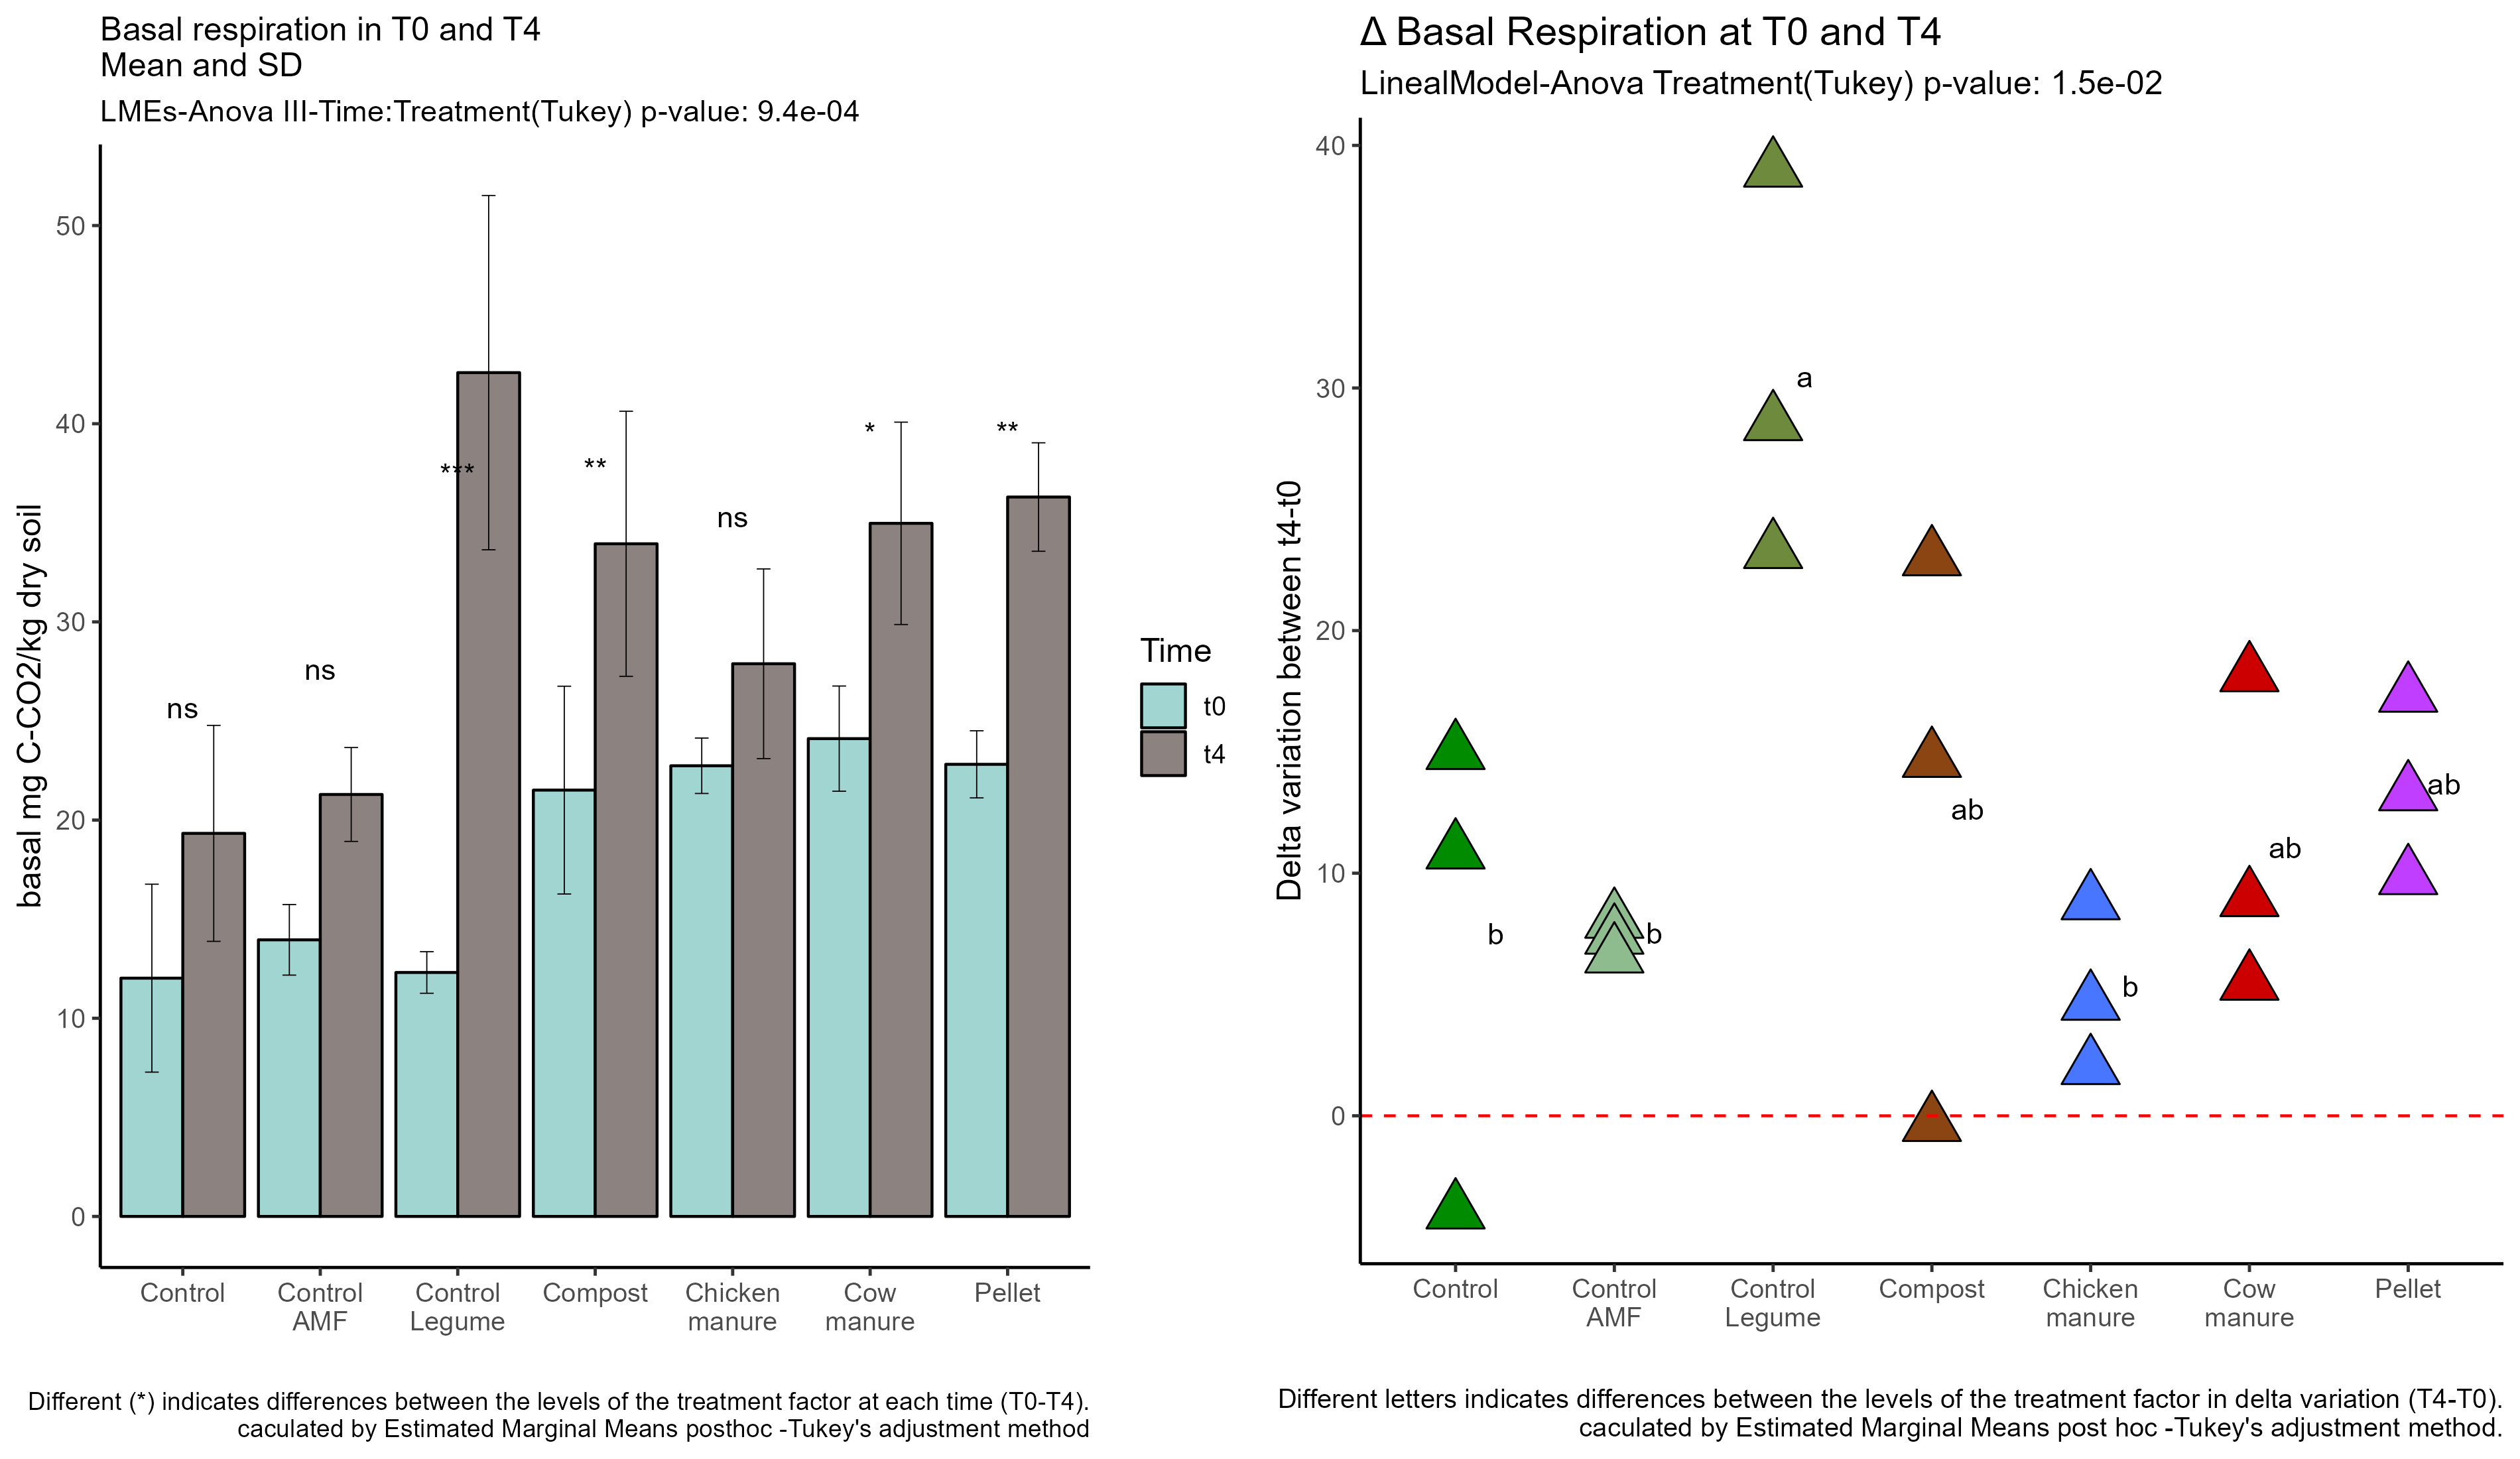 Basal respiration in T0 and T4
Mean and SD
LMEs-Anova III-Time:Treatment(Tukey) p-value: 9.4e-04
basal mg C-CO2/kg dry soil
50
40
30
20
10
0
ns
ns
***
**
ns
*
**
Control
Control
AMF
Control
Legume
Compost
Chicken
manure
Cow
manure
Pellet
Time
t0
t4
Different (*) indicates differences between the levels of the treatment factor at each time (T0-T4).
caculated by Estimated Marginal Means posthoc -Tukey's adjustment method
Δ Basal Respiration at T0 and T4
LinealModel-Anova Treatment(Tukey) p-value: 1.5e-02
Delta variation between t4-t0
40
30
20
10
0
b
b
a
ab
b
ab
ab
Control
Control
AMF
Control
Legume
Compost
Chicken
manure
Cow
manure
Pellet
Different letters indicates differences between the levels of the treatment factor in delta variation (T4-T0).
caculated by Estimated Marginal Means post hoc -Tukey's adjustment method.